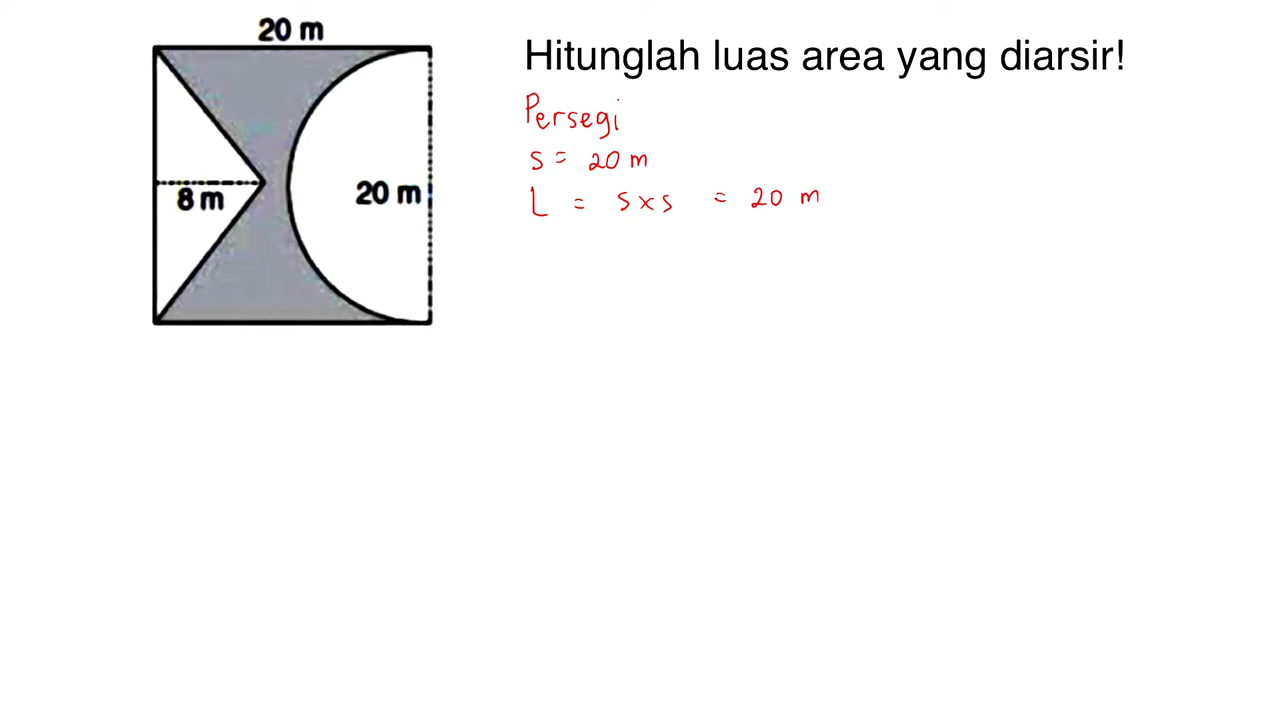 20 m
8 m
20 m
Hitunglah luas area yang diarsir!
Persegi
s = 20 m
L = s x s = 20 m